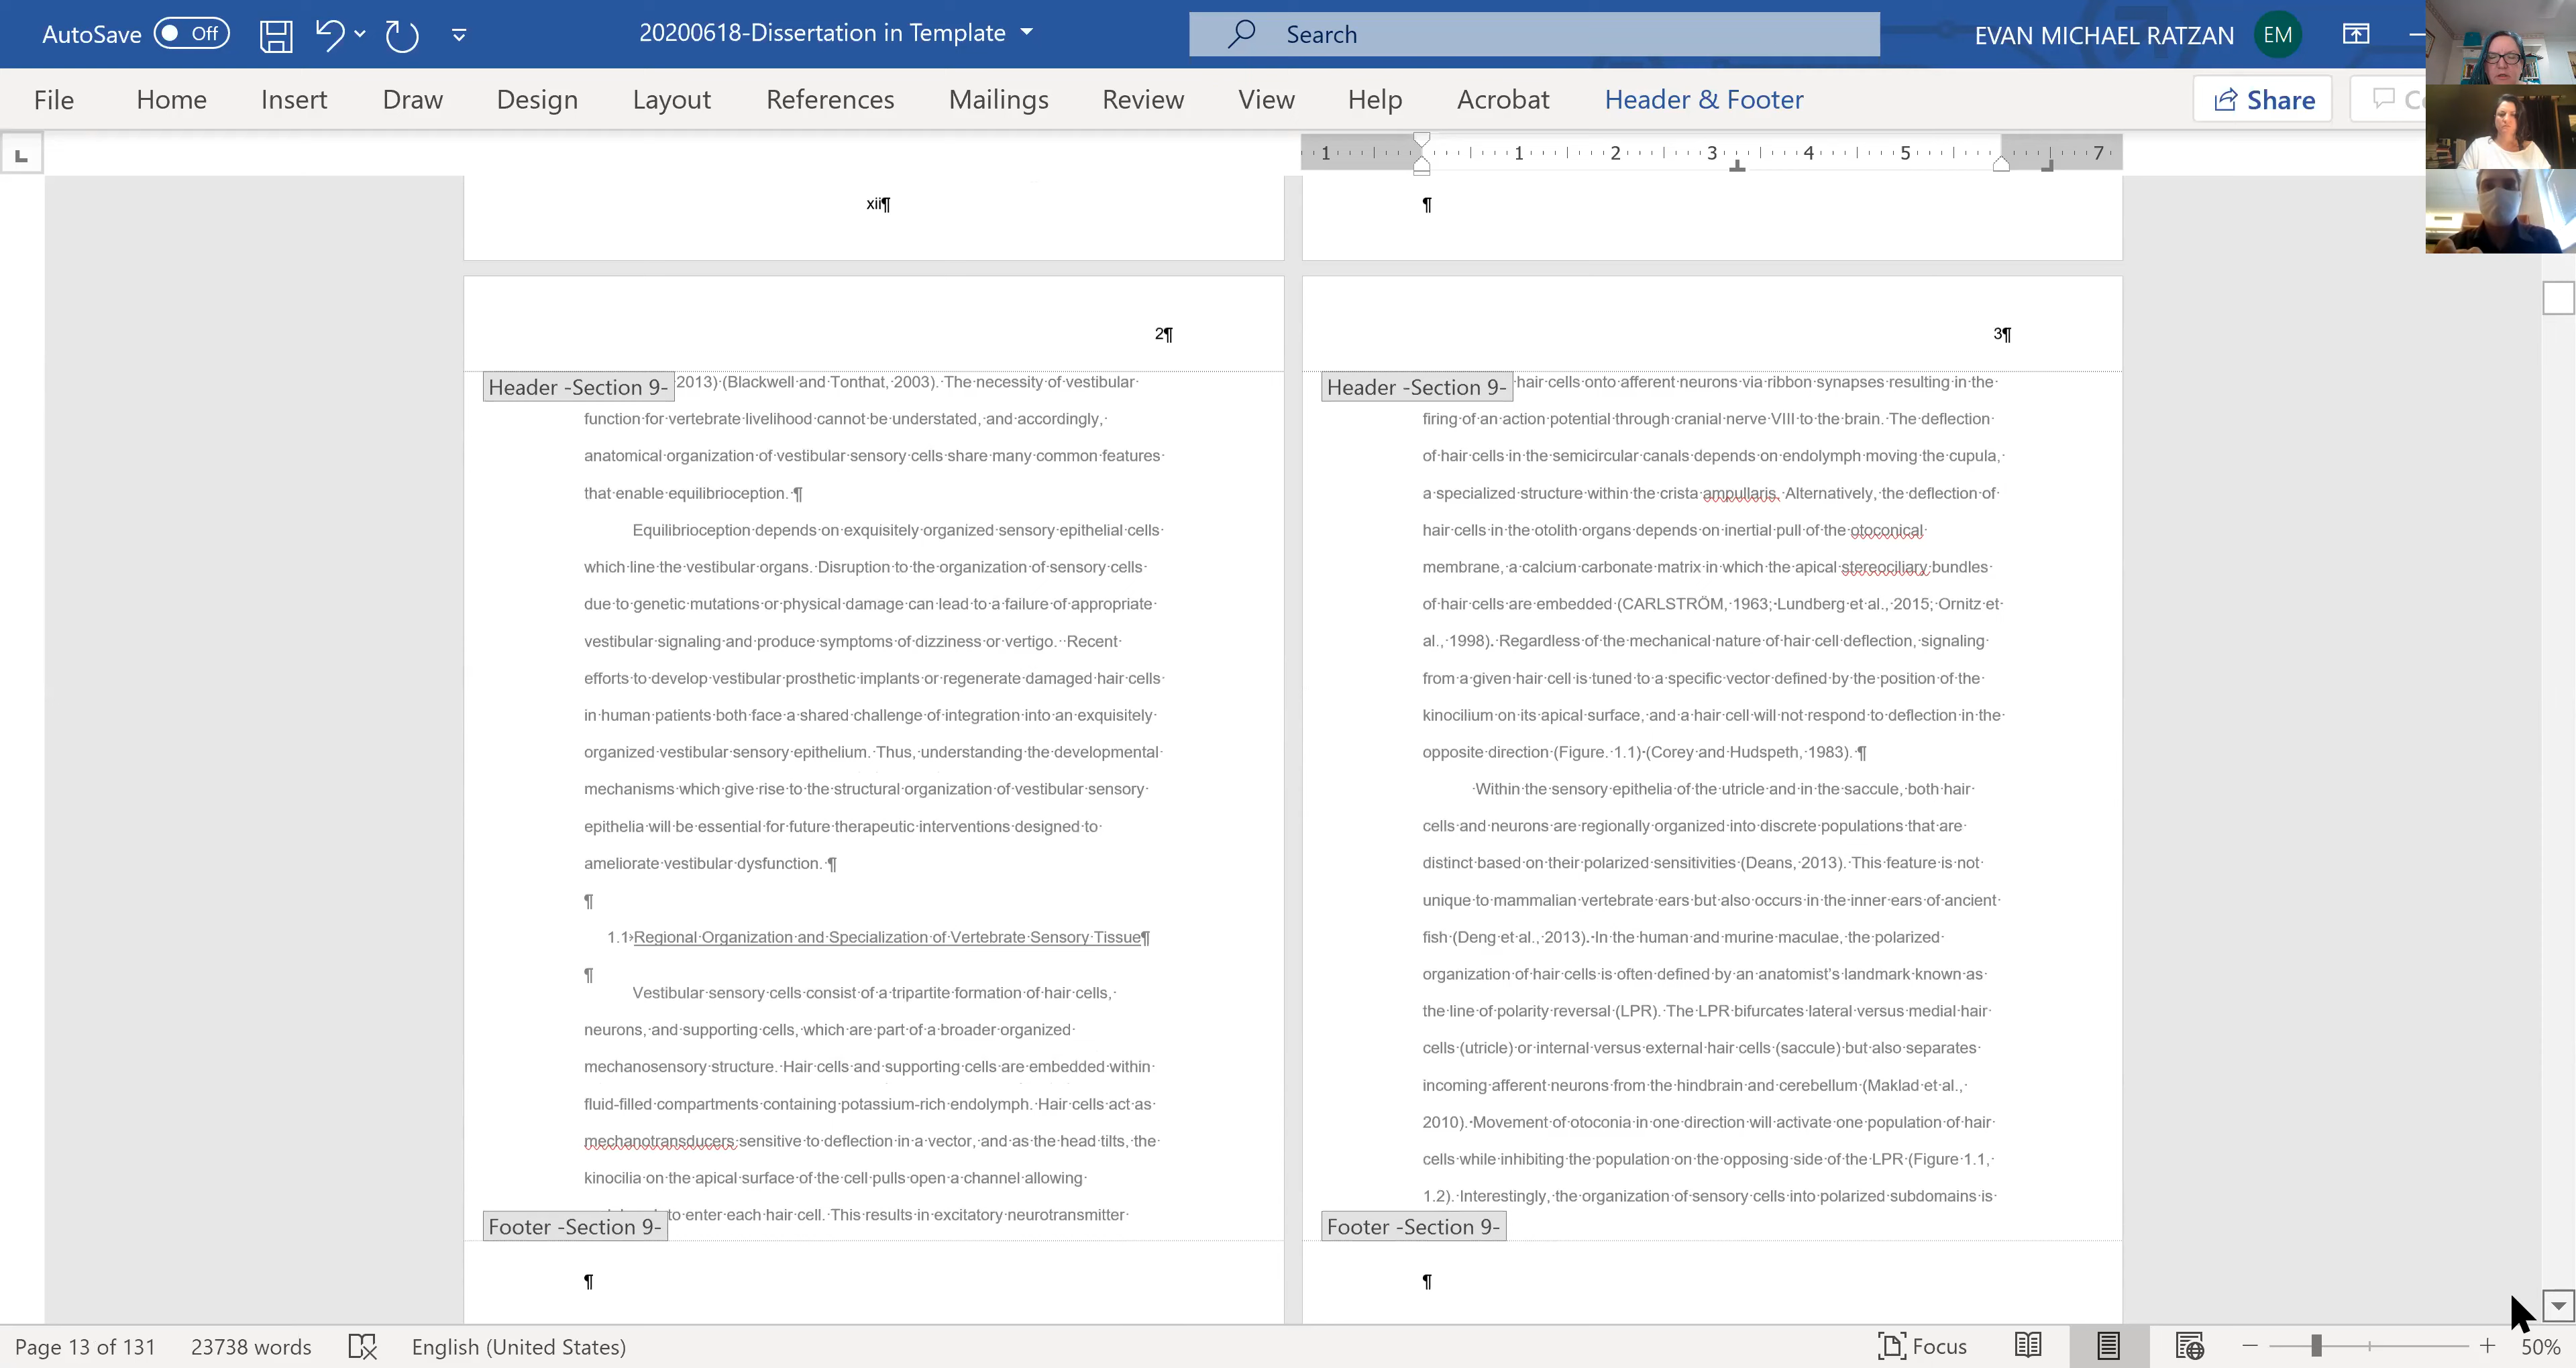 AutoSave Off 20200618-Dissertation in Template Search EVAN MICHAEL RATZAN EM
File Home Insert Draw Design Layout References Mailings Review View Help Acrobat Header & Footer Share
1 1 2 3 4 5 7
xii¶
¶
2¶
Header -Section 9- 2013) (Blackwell and Tonthat, 2003). The necessity of vestibular
function for vertebrate livelihood cannot be understated, and accordingly,
anatomical organization of vestibular sensory cells share many common features
that enable equilibrioception. ¶
Equilibrioception depends on exquisitely organized sensory epithelial cells
which line the vestibular organs. Disruption to the organization of sensory cells
due to genetic mutations or physical damage can lead to a failure of appropriate
vestibular signaling and produce symptoms of dizziness or vertigo. Recent
efforts to develop vestibular prosthetic implants or regenerate damaged hair cells
in human patients both face a shared challenge of integration into an exquisitely
organized vestibular sensory epithelium. Thus, understanding the developmental
mechanisms which give rise to the structural organization of vestibular sensory
epithelia will be essential for future therapeutic interventions designed to
ameliorate vestibular dysfunction. ¶
¶
1.1 Regional Organization and Specialization of Vertebrate Sensory Tissue¶
¶
Vestibular sensory cells consist of a tripartite formation of hair cells,
neurons, and supporting cells, which are part of a broader organized
mechanosensory structure. Hair cells and supporting cells are embedded within
fluid-filled compartments containing potassium-rich endolymph. Hair cells act as
mechanotransducers sensitive to deflection in a vector, and as the head tilts, the
kinocilia on the apical surface of the cell pulls open a channel allowing
Footer -Section 9- to enter each hair cell. This results in excitatory neurotransmitter
¶
3¶
Header -Section 9- hair cells onto afferent neurons via ribbon synapses resulting in the
firing of an action potential through cranial nerve VIII to the brain. The deflection
of hair cells in the semicircular canals depends on endolymph moving the cupula,
a specialized structure within the crista ampullaris. Alternatively, the deflection of
hair cells in the otolith organs depends on inertial pull of the otoconical
membrane, a calcium carbonate matrix in which the apical stereociliary bundles
of hair cells are embedded (CARLSTRÖM, 1963; Lundberg et al., 2015; Ornitz et
al., 1998). Regardless of the mechanical nature of hair cell deflection, signaling
from a given hair cell is tuned to a specific vector defined by the position of the
kinocilium on its apical surface, and a hair cell will not respond to deflection in the
opposite direction (Figure. 1.1) (Corey and Hudspeth, 1983). ¶
Within the sensory epithelia of the utricle and in the saccule, both hair
cells and neurons are regionally organized into discrete populations that are
distinct based on their polarized sensitivities (Deans, 2013). This feature is not
unique to mammalian vertebrate ears but also occurs in the inner ears of ancient
fish (Deng et al., 2013). In the human and murine maculae, the polarized
organization of hair cells is often defined by an anatomist's landmark known as
the line of polarity reversal (LPR). The LPR bifurcates lateral versus medial hair
cells (utricle) or internal versus external hair cells (saccule) but also separates
incoming afferent neurons from the hindbrain and cerebellum (Maklad et al.,
2010). Movement of otoconia in one direction will activate one population of hair
cells while inhibiting the population on the opposing side of the LPR (Figure 1.1,
1.2). Interestingly, the organization of sensory cells into polarized subdomains is
Footer -Section 9-
¶
Page 13 of 131 23738 words English (United States) Focus 50%